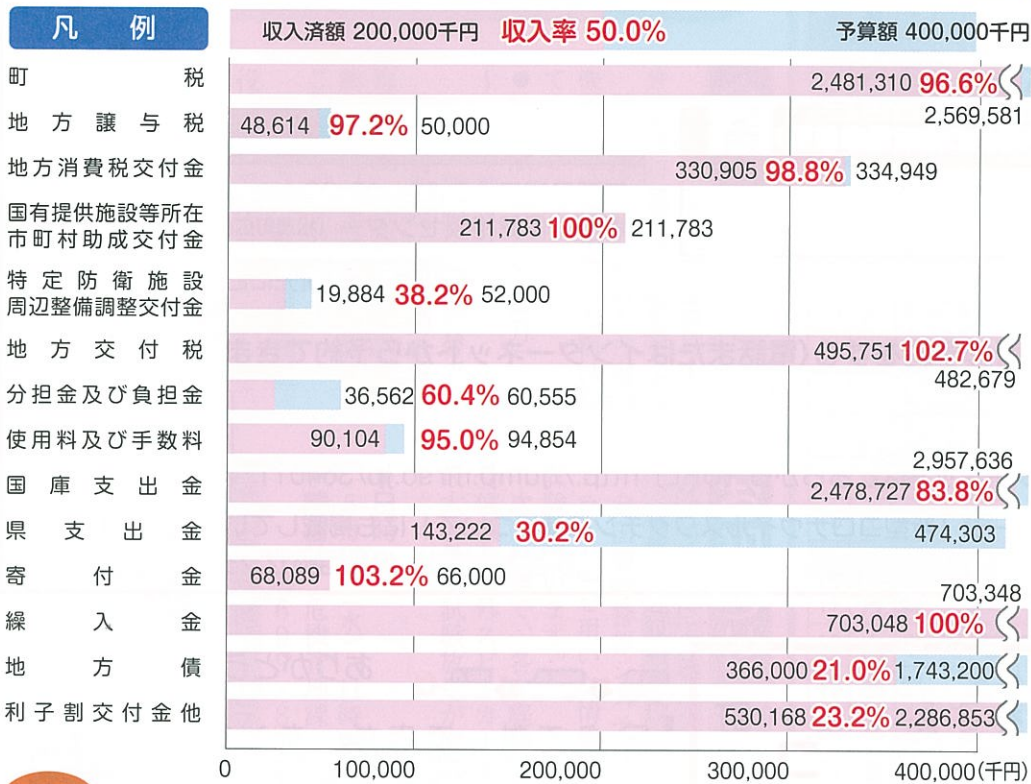 凡例
収入済額 200,000千円 収入率 50.0% 予算額 400,000千円
町税
2,481,310 96.6%
2,569,581
地方譲与税
48,614 97.2% 50,000
地方消費税交付金
330,905 98.8% 334,949
国有提供施設等所在
市町村助成交付金
211,783 100% 211,783
特定防衛施設
周辺整備調整交付金
19,884 38.2% 52,000
地方交付税
495,751 102.7%
482,679
分担金及び負担金
36,562 60.4% 60,555
使用料及び手数料
90,104 95.0% 94,854
国庫支出金
2,957,636
2,478,727 83.8%
県支出金
143,222 30.2% 474,303
寄付金
68,089 103.2% 66,000
繰入金
703,348
703,048 100%
地方債
366,000 21.0% 1,743,200
利子割交付金他
530,168 23.2% 2,286,853
0 100,000 200,000 300,000 400,000(千円)